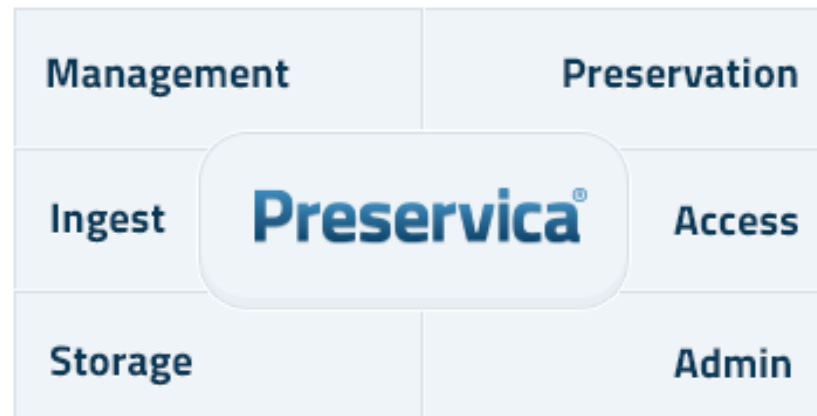 Management
Preservation
Ingest
Preservica®
Access
Storage
Admin